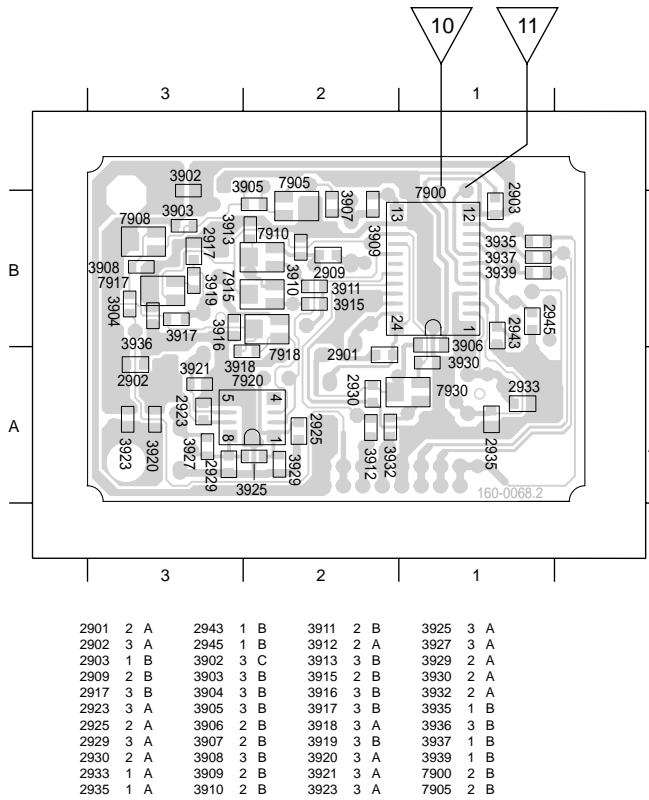 10 11
3 2 1
3902 3905 7905 7900 2903
7908 3903 3913 7910 3907 3909 13 12
2917 3935
B 3908 2909 3937 B
7917 3919 7915 3910 3911 3939
3904 3915
3936 3917 3916 7918 24 1 2943 2945
2902 3921 3918 2901 3906
7920 3930
2923 5 4 2930 7930 2933
A 2925 A
3923 3920 3927 2929 8 1 3929 3912 3932 2935
3925 160-0068.2
3 2 1
2901 2 A 2943 1 B 3911 2 B 3925 3 A
2902 3 A 2945 1 B 3912 2 A 3927 3 A
2903 1 B 3902 3 C 3913 3 B 3929 2 A
2909 2 B 3903 3 B 3915 2 B 3930 2 A
2917 3 B 3904 3 B 3916 3 B 3932 2 A
2923 3 A 3905 3 B 3917 3 B 3935 1 B
2925 2 A 3906 2 B 3918 3 A 3936 3 B
2929 3 A 3907 2 B 3919 3 B 3937 1 B
2930 2 A 3908 3 B 3920 3 A 3939 1 B
2933 1 A 3909 2 B 3921 3 A 7900 2 B
2935 1 A 3910 2 B 3923 3 A 7905 2 B